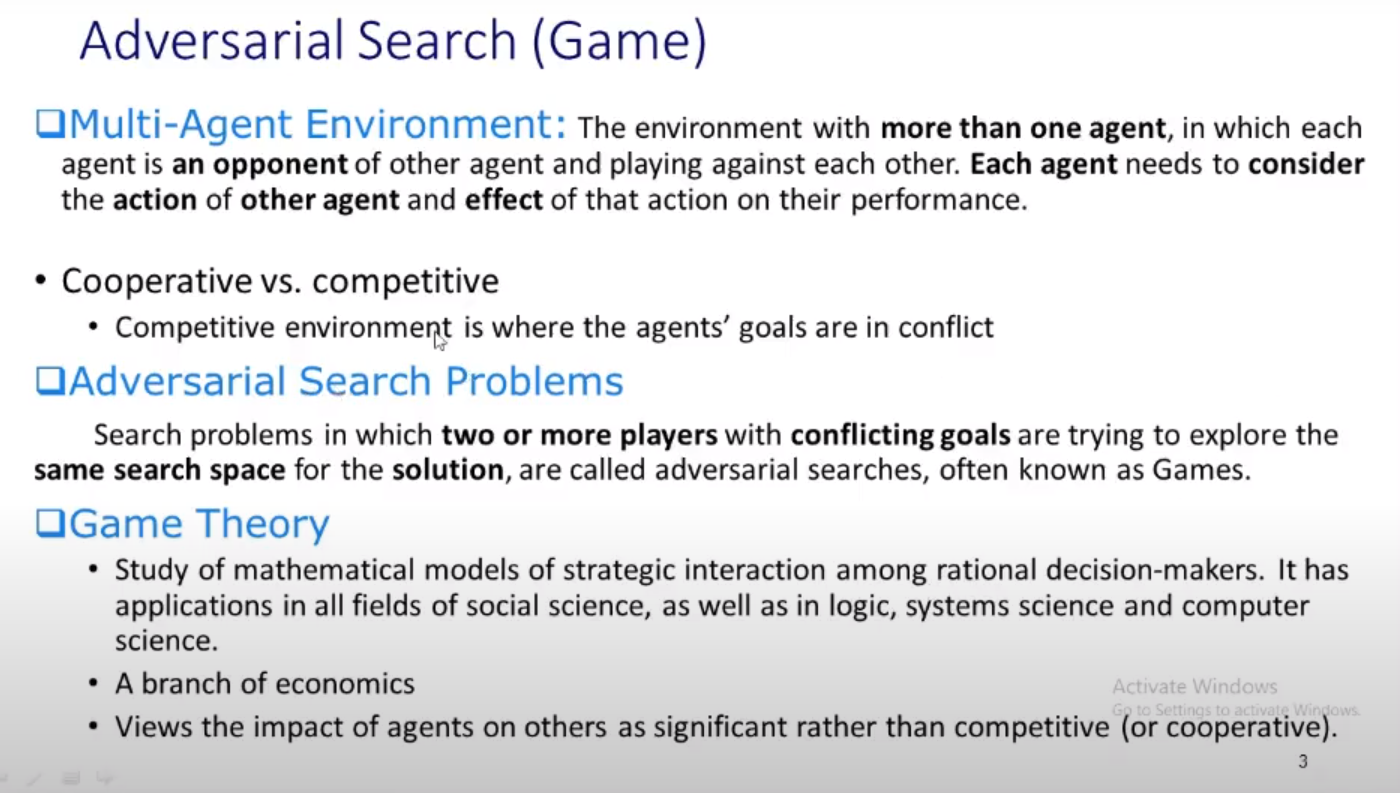 Adversarial Search (Game)
❑Multi-Agent Environment: The environment with more than one agent, in which each
agent is an opponent of other agent and playing against each other. Each agent needs to consider
the action of other agent and effect of that action on their performance.
• Cooperative vs. competitive
• Competitive environment is where the agents’ goals are in conflict
❑Adversarial Search Problems
Search problems in which two or more players with conflicting goals are trying to explore the
same search space for the solution, are called adversarial searches, often known as Games.
❑Game Theory
• Study of mathematical models of strategic interaction among rational decision-makers. It has
applications in all fields of social science, as well as in logic, systems science and computer
science.
• A branch of economics
Activate Windows
Go to Settings to activate Windows.
• Views the impact of agents on others as significant rather than competitive (or cooperative).
3